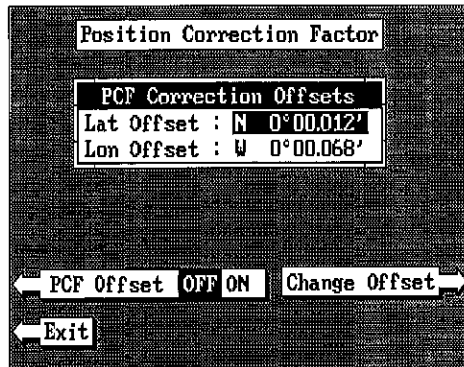 Position Correction Factor
PCF Correction Offsets
Lat Offset : N 0°00.012'
Lon Offset : W 0°00.068'
PCF Offset OFF ON
Change Offset
Exit